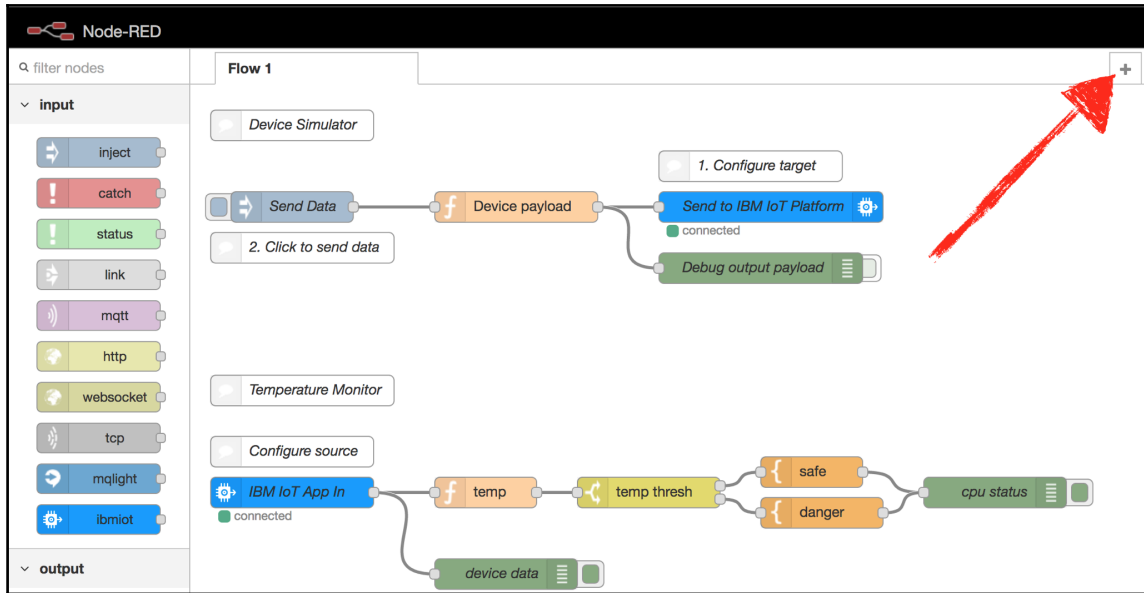 Node-RED
filter nodes
Flow 1
+
input
inject
catch
status
link
mqtt
http
websocket
tcp
mqlight
ibmiot
output
Device Simulator
1. Configure target
Send Data
f
Device payload
Send to IBM IoT Platform
connected
2. Click to send data
Debug output payload
Temperature Monitor
Configure source
IBM IoT App In
connected
f
temp
temp thresh
{
safe
{
danger
cpu status
device data